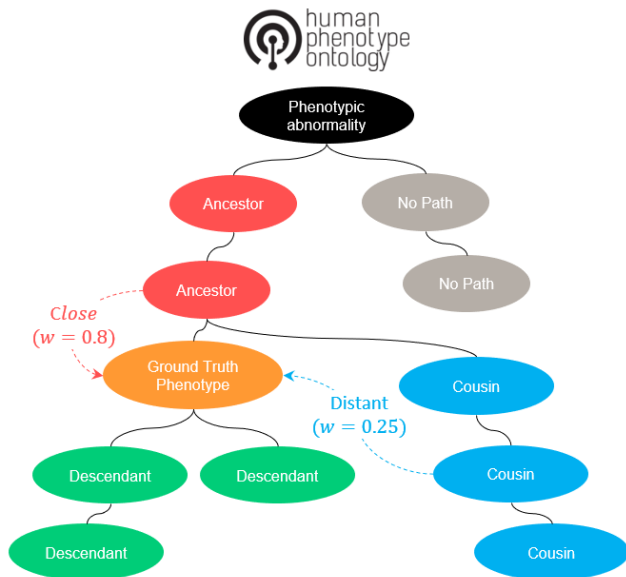 human
phenotype
ontology
Phenotypic
abnormality
Ancestor
No Path
Ancestor
No Path
Close
(w = 0.8)
Ground Truth
Phenotype
Cousin
Distant
(w = 0.25)
Descendant
Descendant
Cousin
Descendant
Cousin